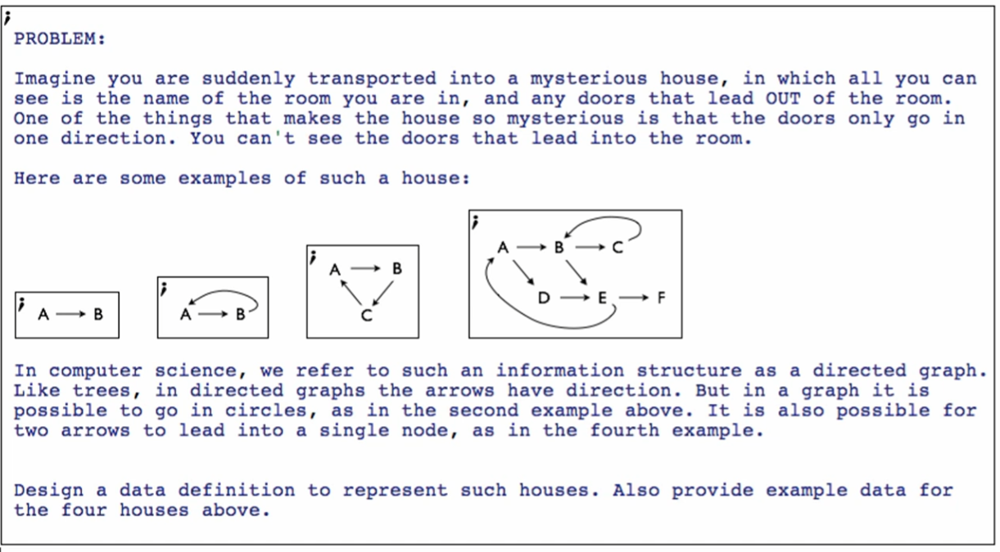 ;
PROBLEM:
Imagine you are suddenly transported into a mysterious house, in which all you can
see is the name of the room you are in, and any doors that lead OUT of the room.
One of the things that makes the house so mysterious is that the doors only go in
one direction. You can't see the doors that lead into the room.
Here are some examples of such a house:
; A B
; A B
; A B
C
; A B C
D E F
In computer science, we refer to such an information structure as a directed graph.
Like trees, in directed graphs the arrows have direction. But in a graph it is
possible to go in circles, as in the second example above. It is also possible for
two arrows to lead into a single node, as in the fourth example.
Design a data definition to represent such houses. Also provide example data for
the four houses above.